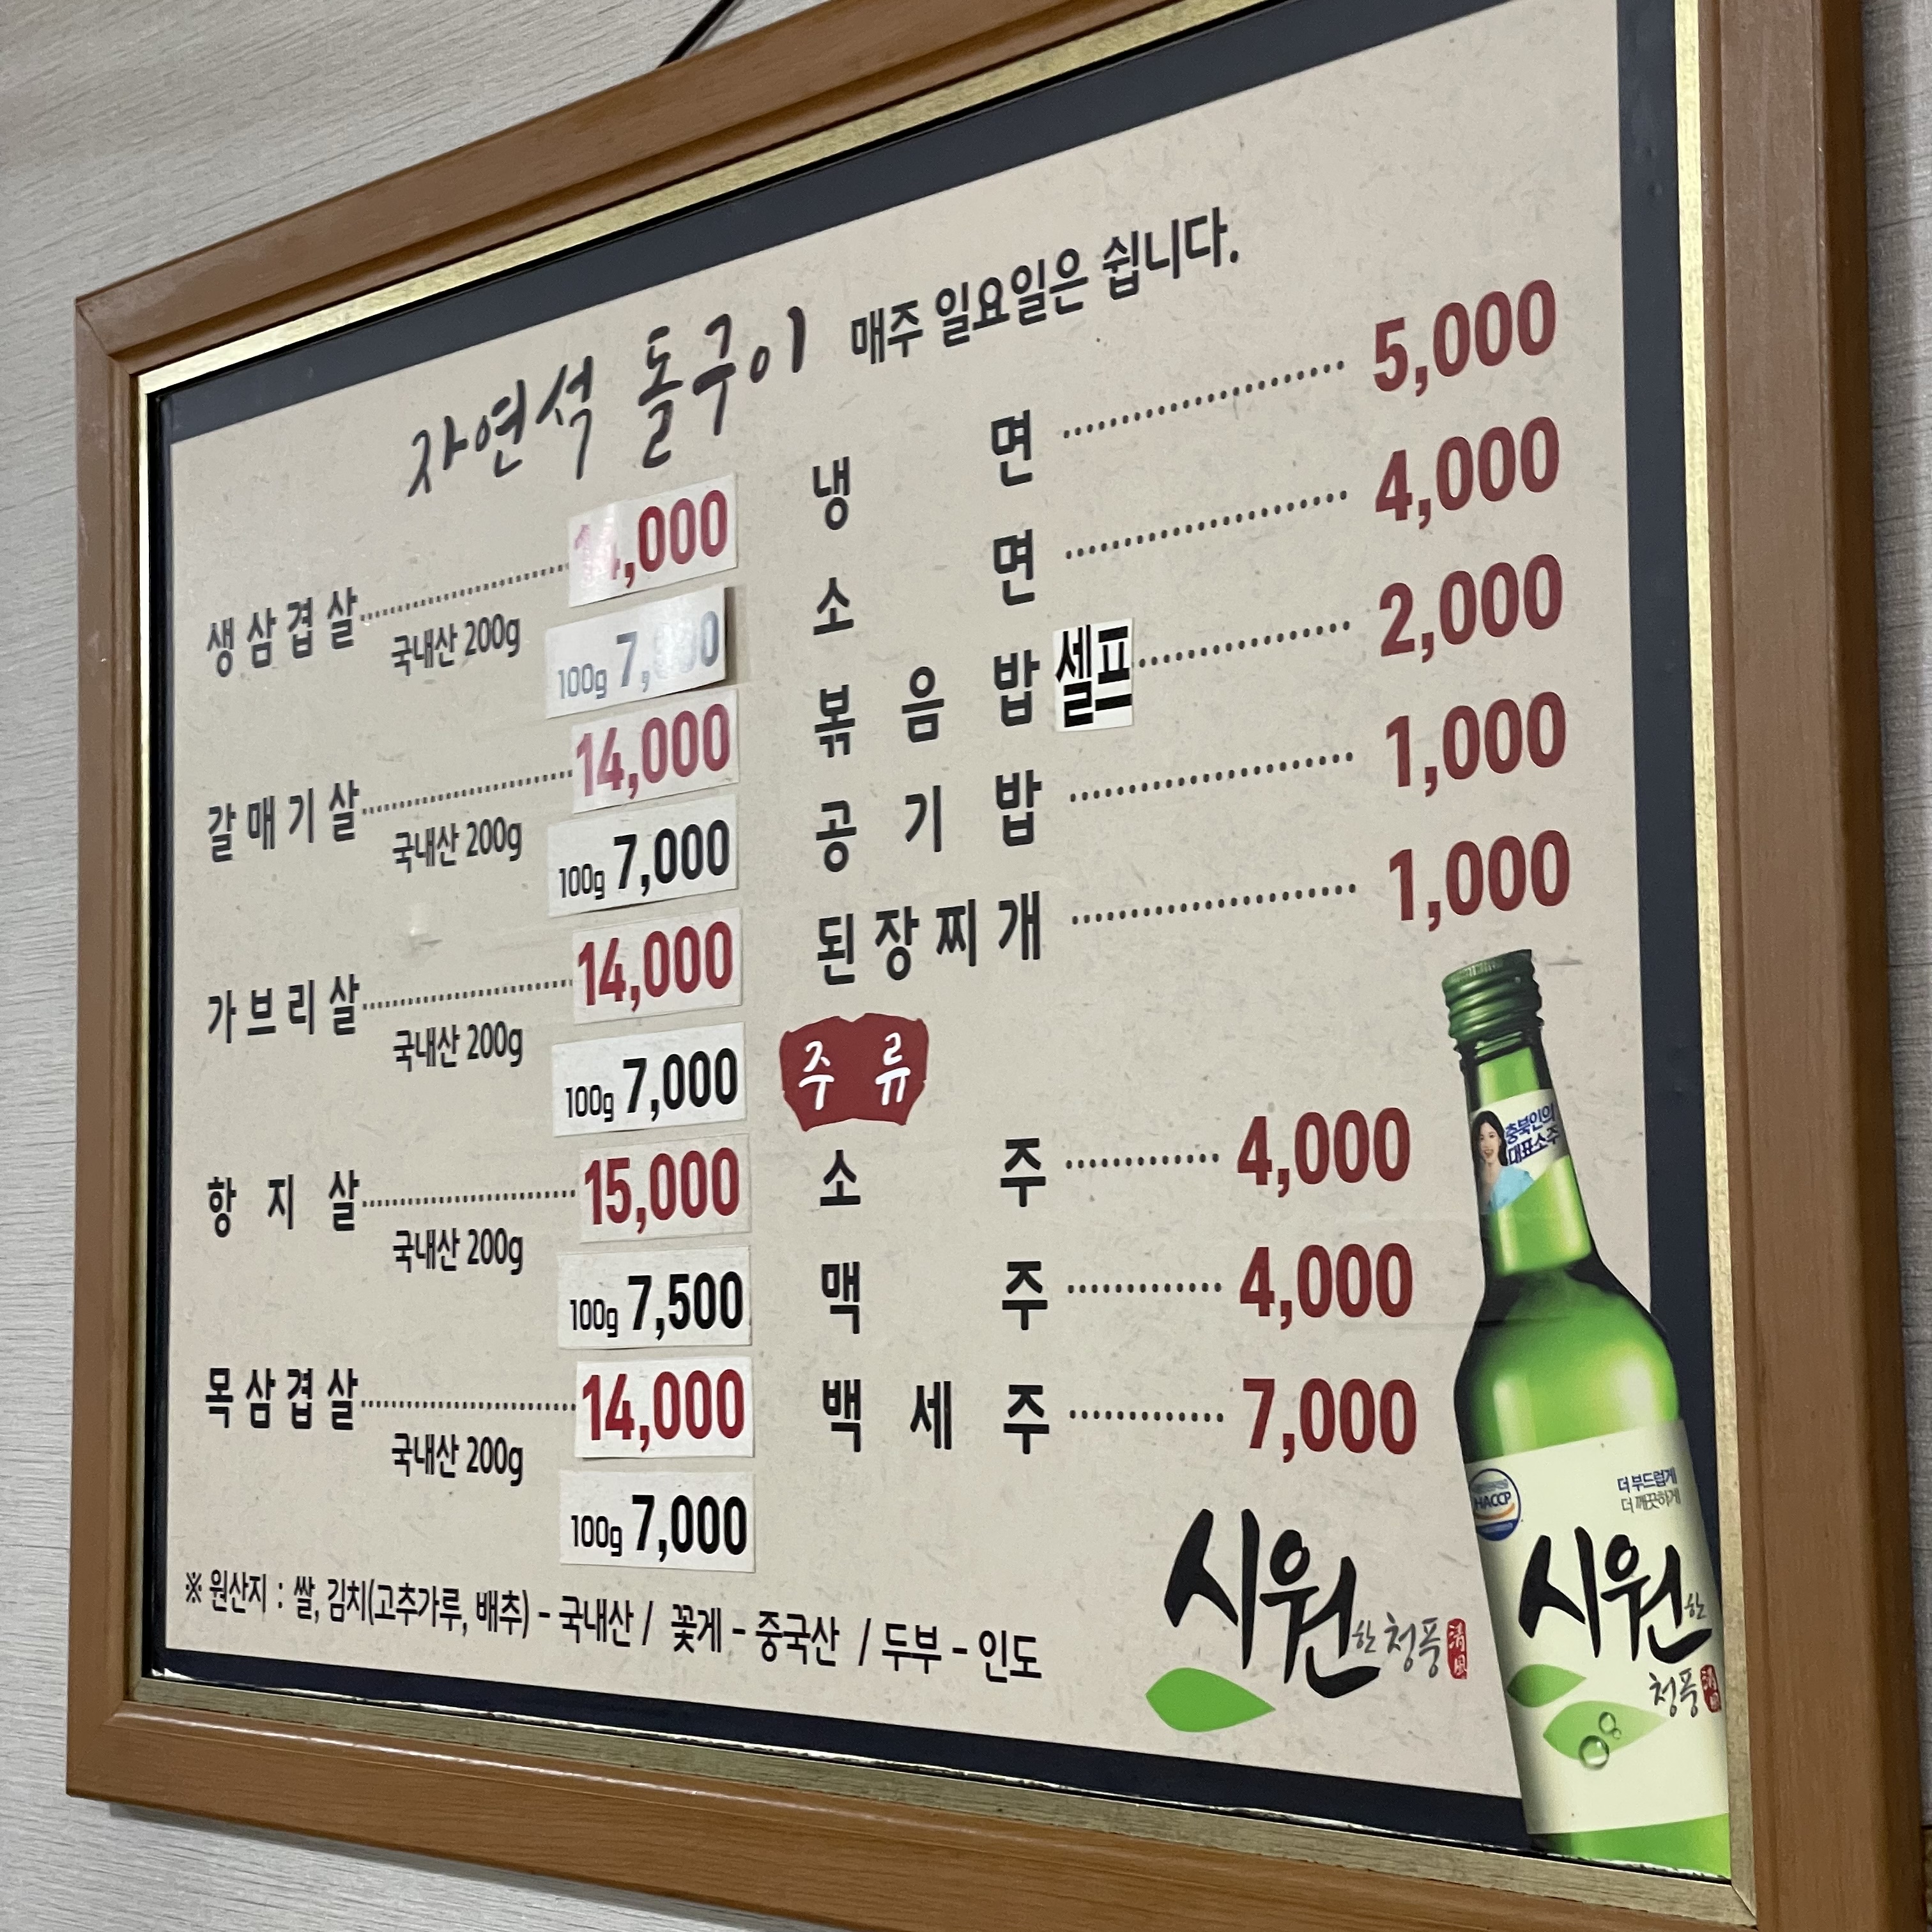 자연석 돌구이 매주 일요일은 쉽니다.
생삼겹살 14,000
국내산 200g
100g 7,000
갈매기살 14,000
국내산 200g
100g 7,000
가브리살 14,000
국내산 200g
100g 7,000
항지살 15,000
국내산 200g
100g 7,500
목삼겹살 14,000
국내산 200g
100g 7,000
냉면 5,000
소면 4,000
볶음밥 셀프 2,000
공기밥 1,000
된장찌개 1,000
주류
소주 4,000
맥주 4,000
백세주 7,000
※ 원산지 : 쌀, 김치(고추가루, 배추) - 국내산 / 꽃게 - 중국산 / 두부 - 인도
시원한 청풍 清風
충북인의
대표소주
HACCP
더 부드럽게
더 깨끗하게
시원한
청풍 清風